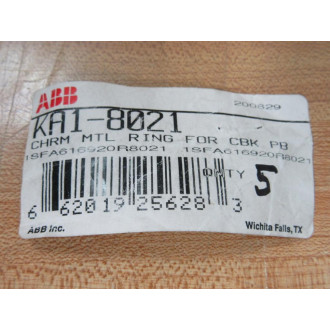 ABB
206829
KA1-8021
CHRM MTL RING FOR CBK PB
1SFA616920R8021 1SFA616920R8021
QTY 5
6 62019 25628 3
ABB Inc.
Wichita Falls, TX